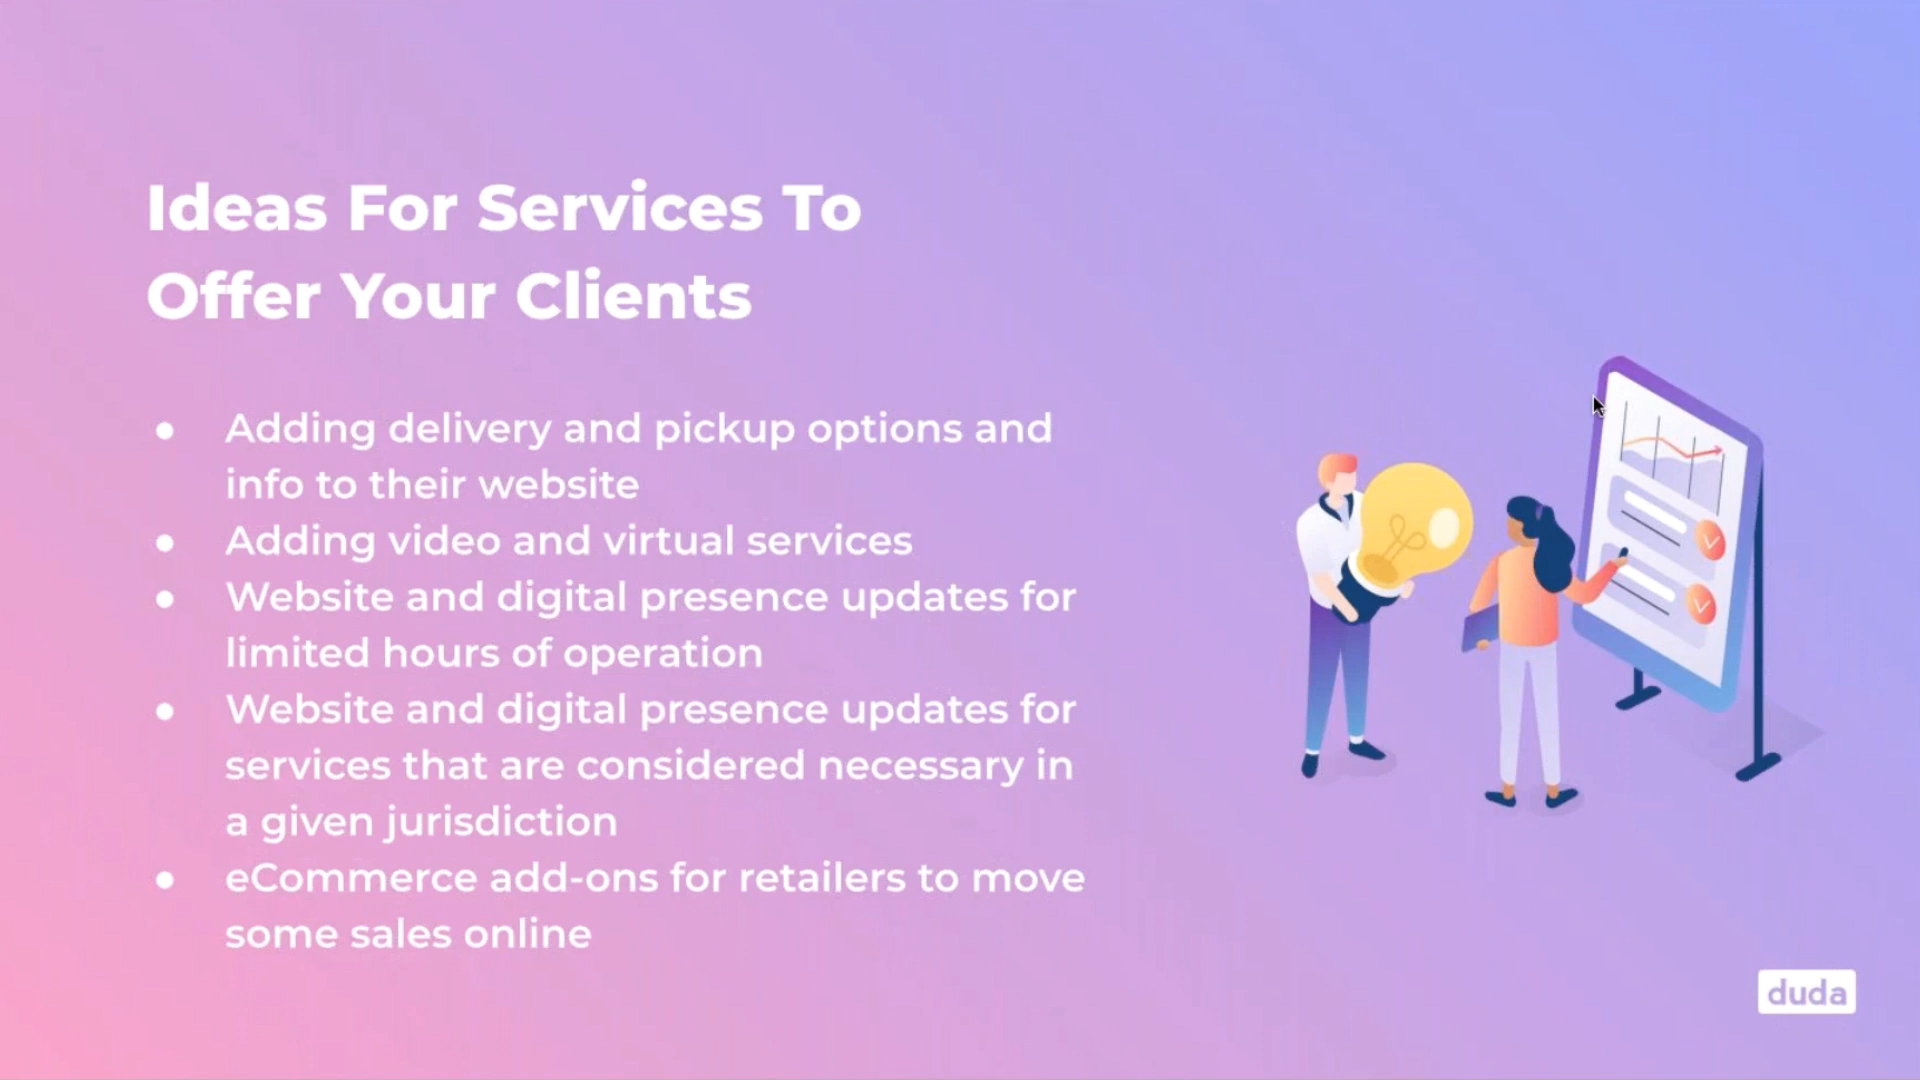 Ideas For Services To
Offer Your Clients
● Adding delivery and pickup options and
info to their website
● Adding video and virtual services
● Website and digital presence updates for
limited hours of operation
● Website and digital presence updates for
services that are considered necessary in
a given jurisdiction
● eCommerce add-ons for retailers to move
some sales online
duda